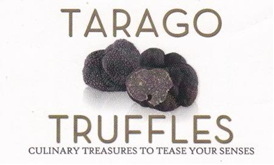 TARAGO
TRUFFLES
CULINARY TREASURES TO TEASE YOUR SENSES